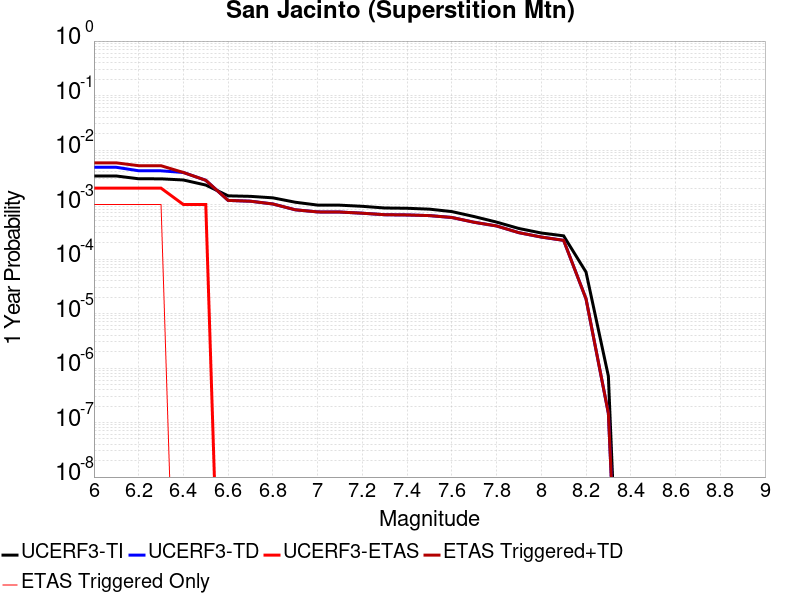 San Jacinto (Superstition Mtn)
10^0
10^-1
10^-2
10^-3
10^-4
10^-5
10^-6
10^-7
10^-8
1 Year Probability
6 6.2 6.4 6.6 6.8 7 7.2 7.4 7.6 7.8 8 8.2 8.4 8.6 8.8 9
Magnitude
UCERF3-TI UCERF3-TD UCERF3-ETAS ETAS Triggered+TD
ETAS Triggered Only